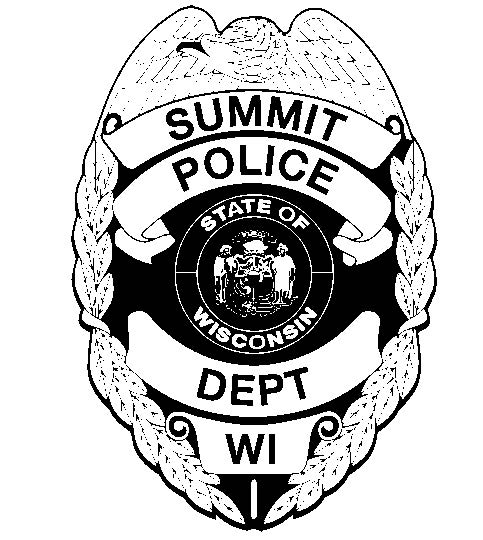 SUMMIT
POLICE
STATE OF
WISCONSIN
DEPT
WI